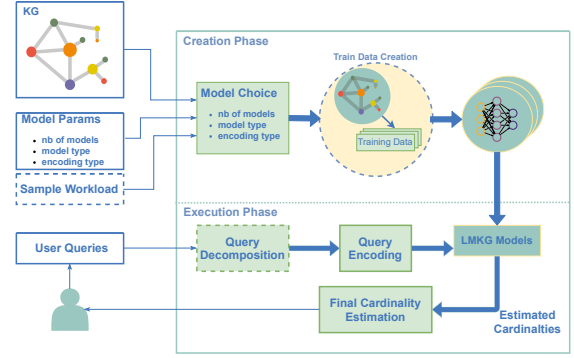 KG
Creation Phase
Train Data Creation
Model Choice
• nb of models
• model type
• encoding type
Training Data
Model Params
• nb of models
• model type
• encoding type
Sample Workload
Execution Phase
User Queries
Query
Decomposition
Query
Encoding
LMKG Models
Final Cardinality
Estimation
Estimated
Cardinalties